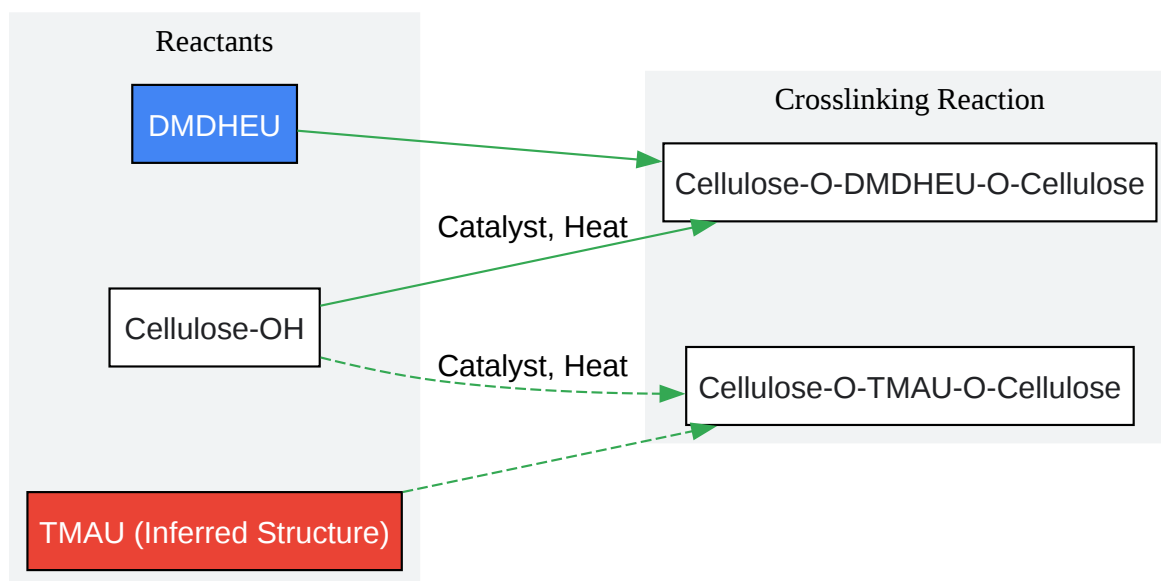 Reactants
DMDHEU
Cellulose-OH
TMAU (Inferred Structure)
Catalyst, Heat
Catalyst, Heat
Crosslinking Reaction
Cellulose-O-DMDHEU-O-Cellulose
Cellulose-O-TMAU-O-Cellulose